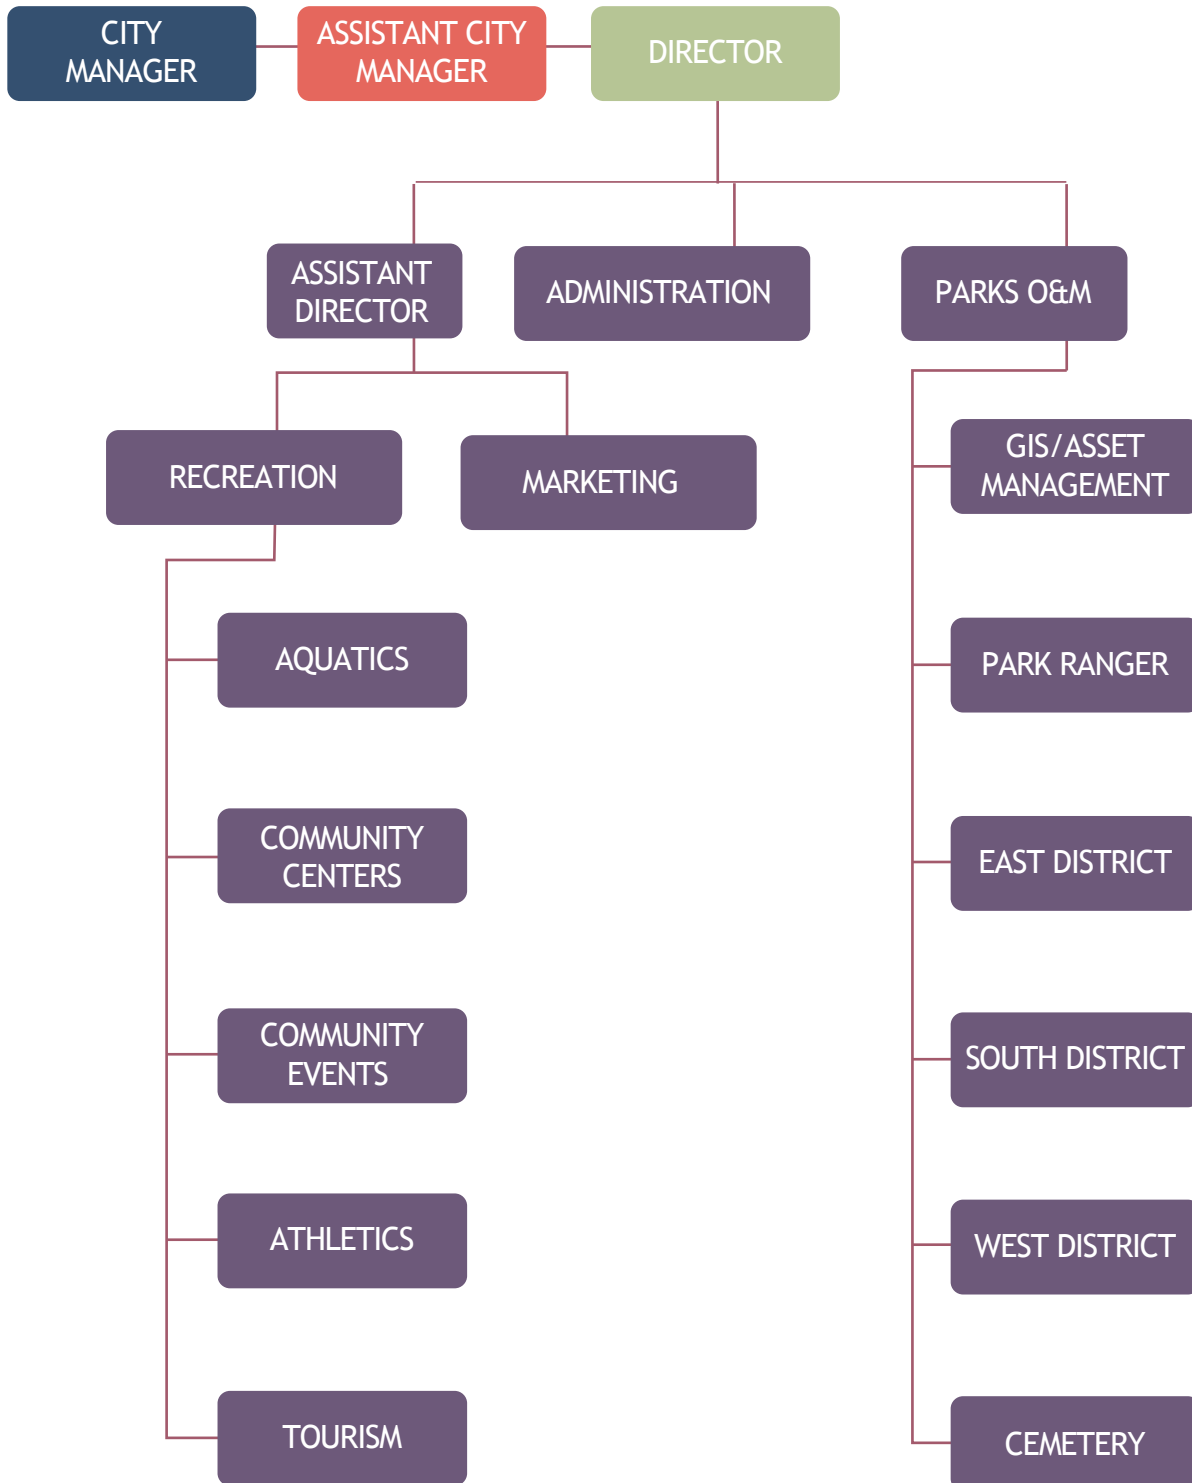 CITY
MANAGER
ASSISTANT CITY
MANAGER
DIRECTOR
ASSISTANT
DIRECTOR
ADMINISTRATION
PARKS O&M
RECREATION
MARKETING
AQUATICS
COMMUNITY
CENTERS
COMMUNITY
EVENTS
ATHLETICS
TOURISM
GIS/ASSET
MANAGEMENT
PARK RANGER
EAST DISTRICT
SOUTH DISTRICT
WEST DISTRICT
CEMETERY